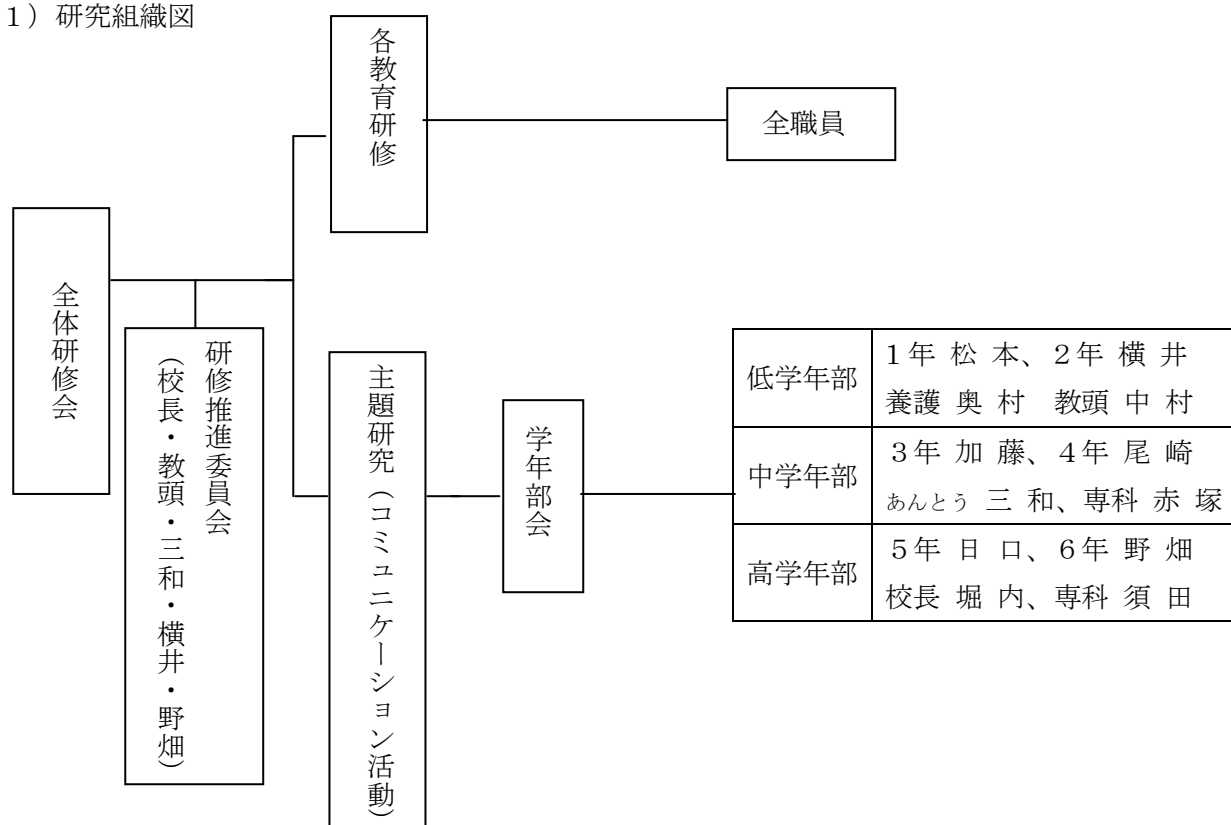 １）研究組織図
各教育研修
全職員
全体研修会
研修推進委員会
（校長・教頭・三和・横井・野畑）
主題研究（コミュニケーション活動）
学年部会
低学年部
１年 松 本、２年 横 井
養護 奥 村　教頭 中 村
中学年部
３年 加 藤、４年 尾 崎
あんとう 三 和、専科 赤 塚
高学年部
５年 日 口、６年 野 畑
校長 堀 内、専科 須 田